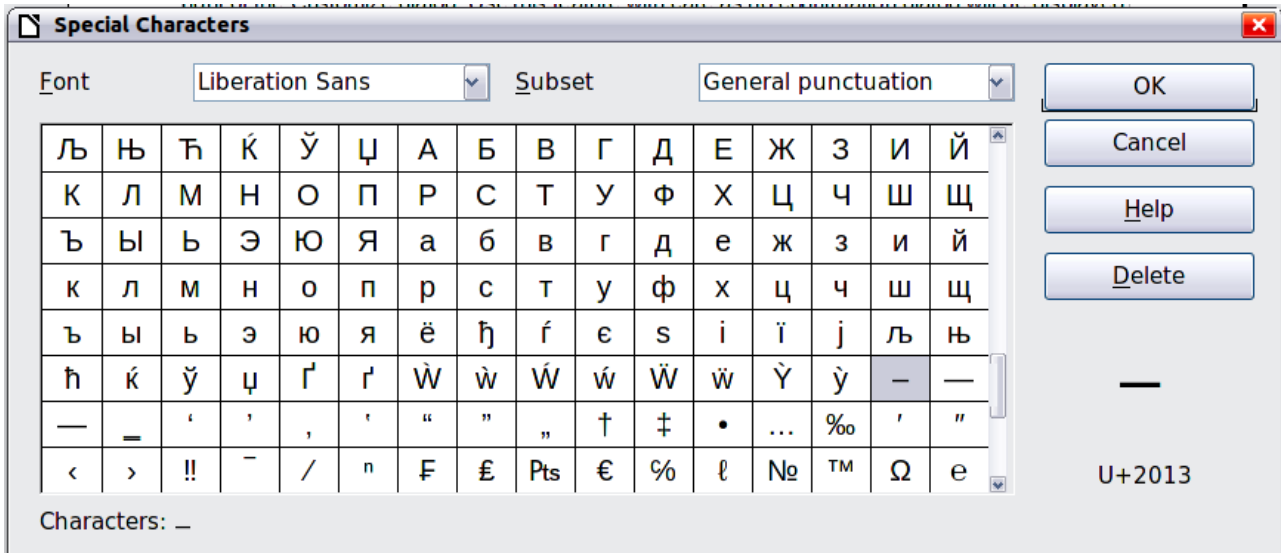 Special Characters
Font Liberation Sans Subset General punctuation OK
Cancel
Help
Delete
Љ Њ Ћ Ќ Ў Џ А Б В Г Д Е Ж З И Й
К Л М Н О П Р С Т У Ф Х Ц Ч Ш Щ
Ъ Ы Ь Э Ю Я а б в г д е ж з и й
к л м н о п р с т у ф х ц ч ш щ
ъ ы ь э ю я ё ђ ѓ є ѕ і ї ј љ њ
ћ ќ ў џ Ґ ґ Ẁ ẁ Ẃ ẃ Ẅ ẅ Ỳ ỳ – —
― ‗ ‘ ’ ‚ ‛ “ ” „ † ‡ • … ‰ ′ ″
‹ › ‼ ‾ ⁄ ⁿ ₣ ₤ ₧ € ℅ ℓ № ™ Ω ℮
–
U+2013
Characters: –